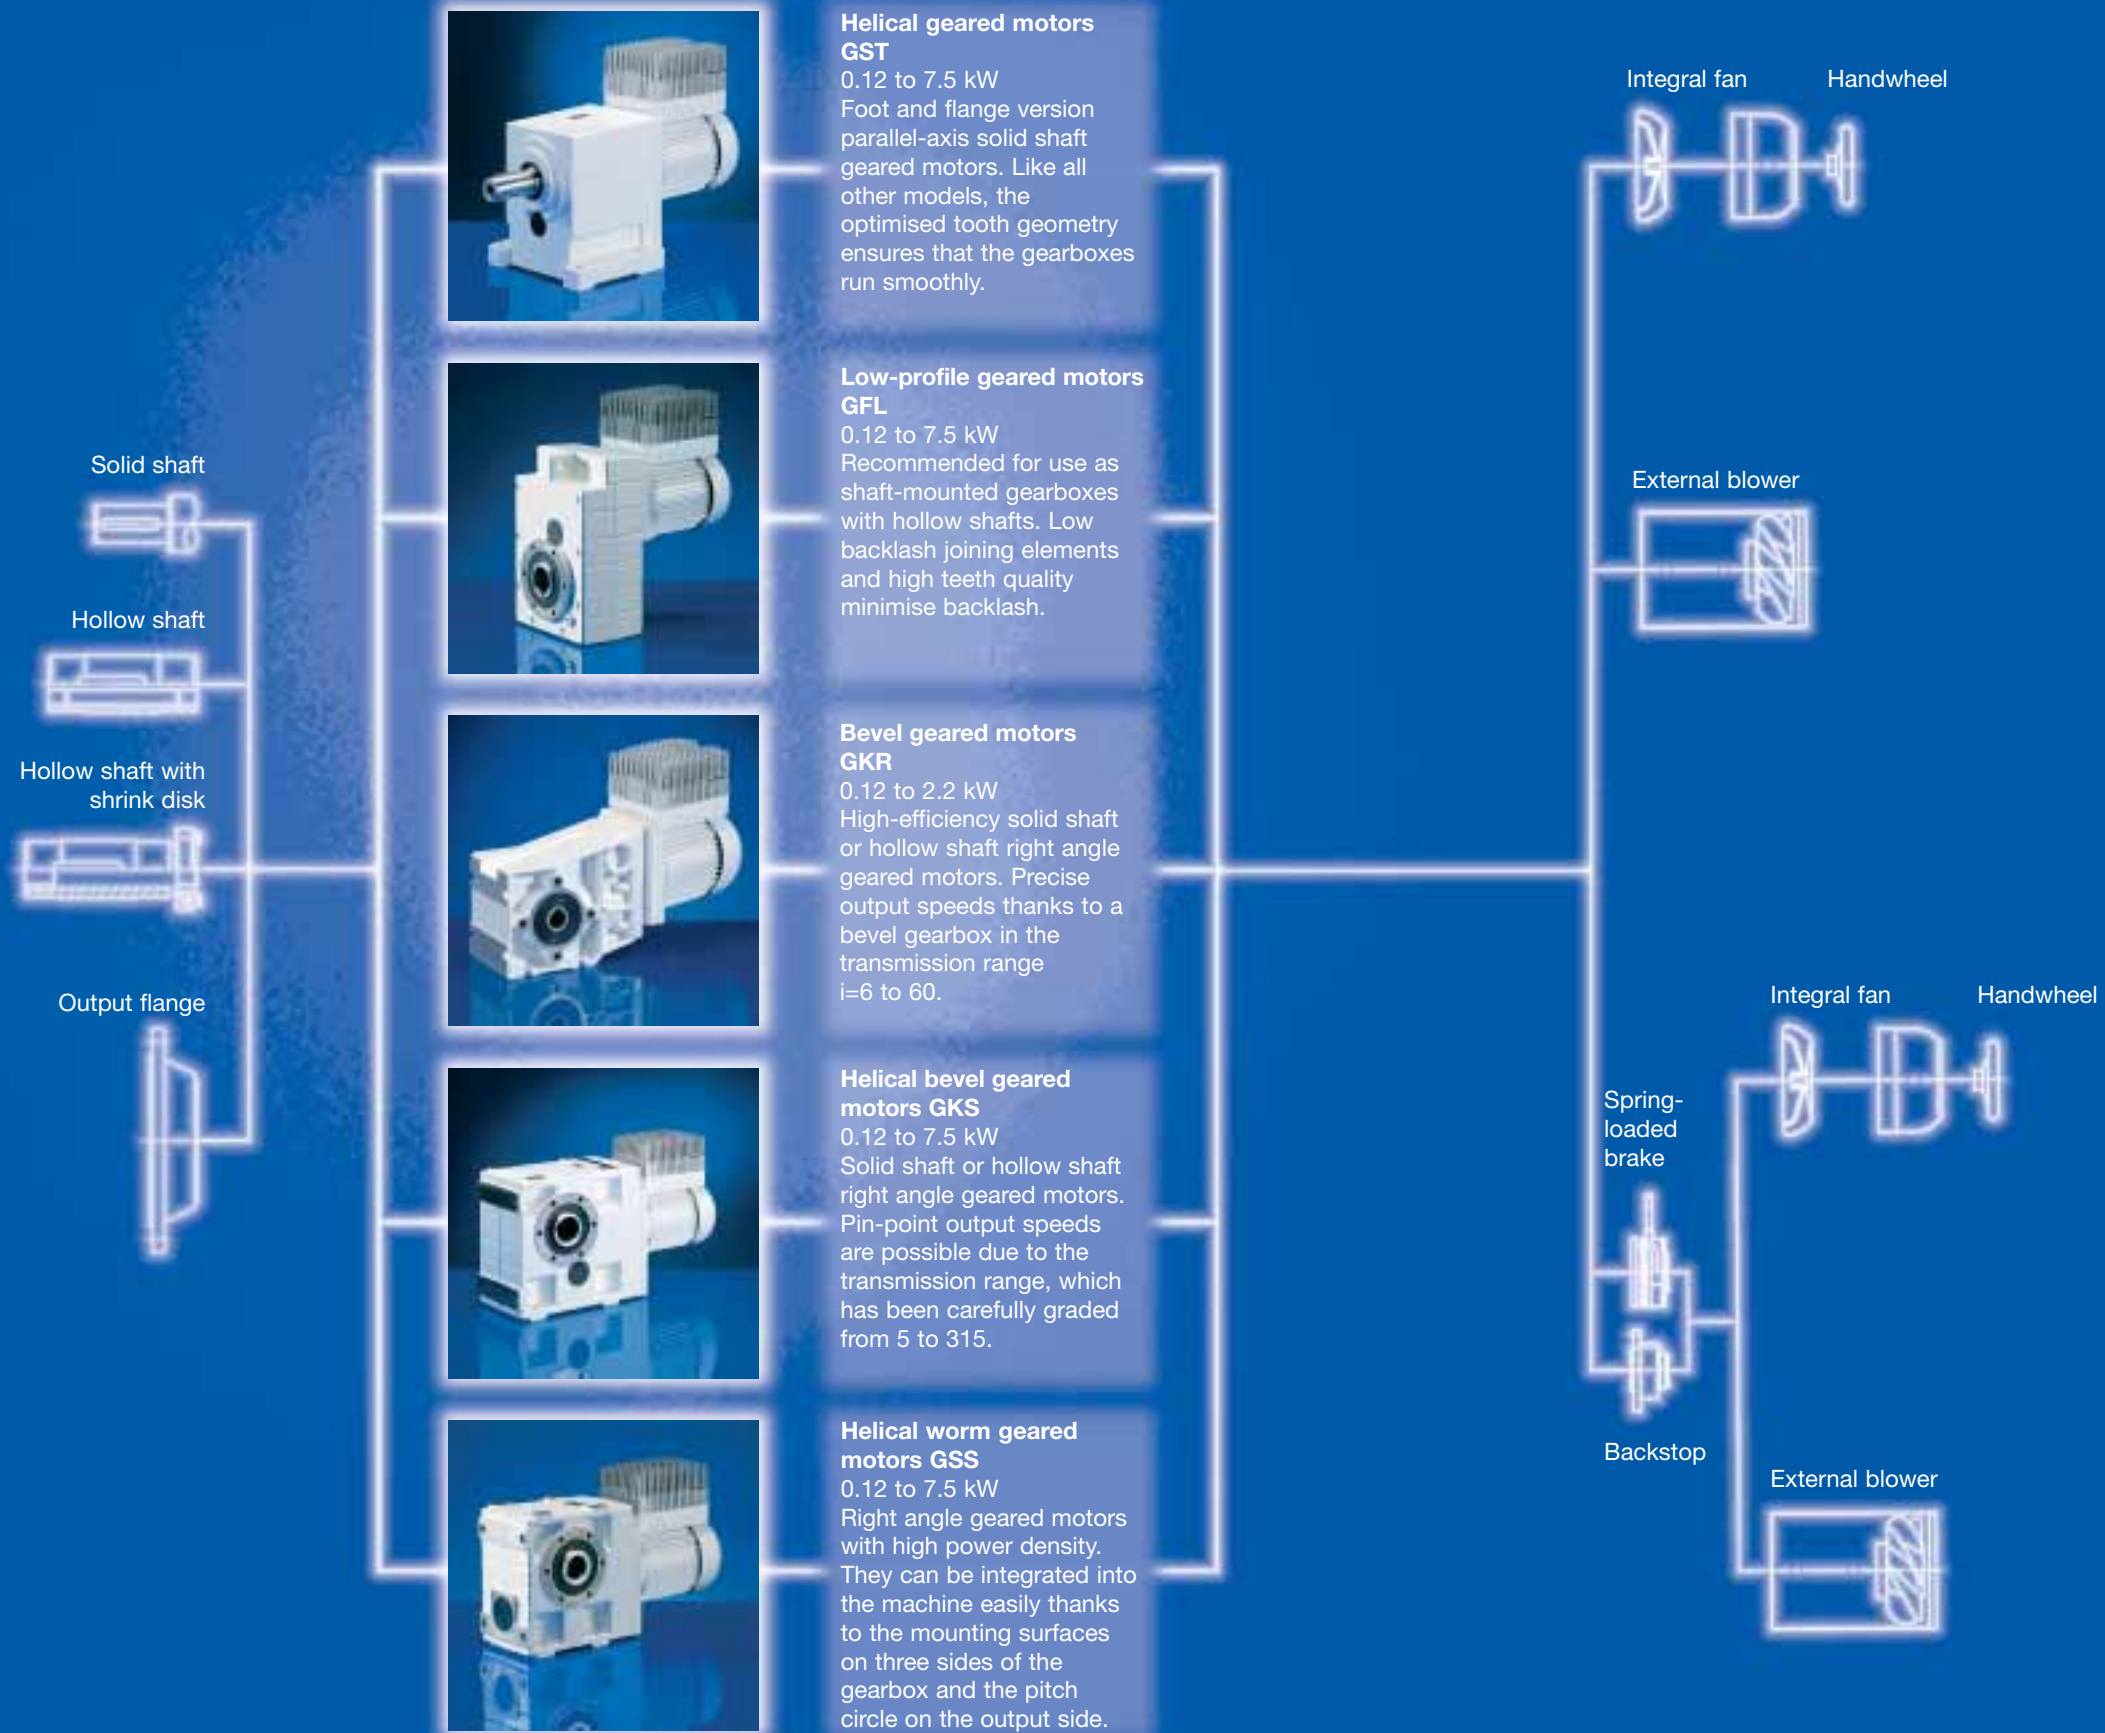 Solid shaft
Hollow shaft
Hollow shaft with
shrink disk
Output flange
Helical geared motors
GST
0.12 to 7.5 kW
Foot and flange version
parallel-axis solid shaft
geared motors. Like all
other models, the
optimised tooth geometry
ensures that the gearboxes
run smoothly.
Low-profile geared motors
GFL
0.12 to 7.5 kW
Recommended for use as
shaft-mounted gearboxes
with hollow shafts. Low
backlash joining elements
and high teeth quality
minimise backlash.
Bevel geared motors
GKR
0.12 to 2.2 kW
High-efficiency solid shaft
or hollow shaft right angle
geared motors. Precise
output speeds thanks to a
bevel gearbox in the
transmission range
i=6 to 60.
Helical bevel geared
motors GKS
0.12 to 7.5 kW
Solid shaft or hollow shaft
right angle geared motors.
Pin-point output speeds
are possible due to the
transmission range, which
has been carefully graded
from 5 to 315.
Helical worm geared
motors GSS
0.12 to 7.5 kW
Right angle geared motors
with high power density.
They can be integrated into
the machine easily thanks
to the mounting surfaces
on three sides of the
gearbox and the pitch
circle on the output side.
Integral fan
Handwheel
External blower
Integral fan
Handwheel
Spring-
loaded
brake
Backstop
External blower